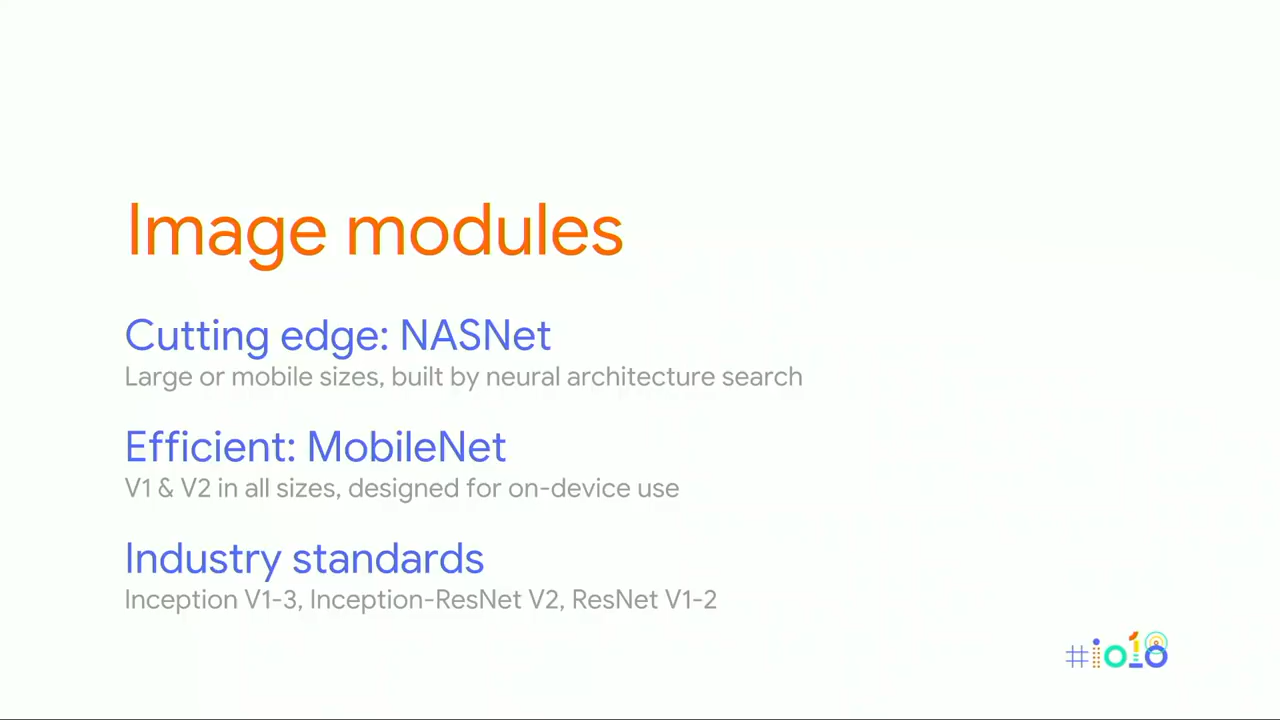 Image modules
Cutting edge: NASNet
Large or mobile sizes, built by neural architecture search
Efficient: MobileNet
V1 & V2 in all sizes, designed for on-device use
Industry standards
Inception V1-3, Inception-ResNet V2, ResNet V1-2
#io18